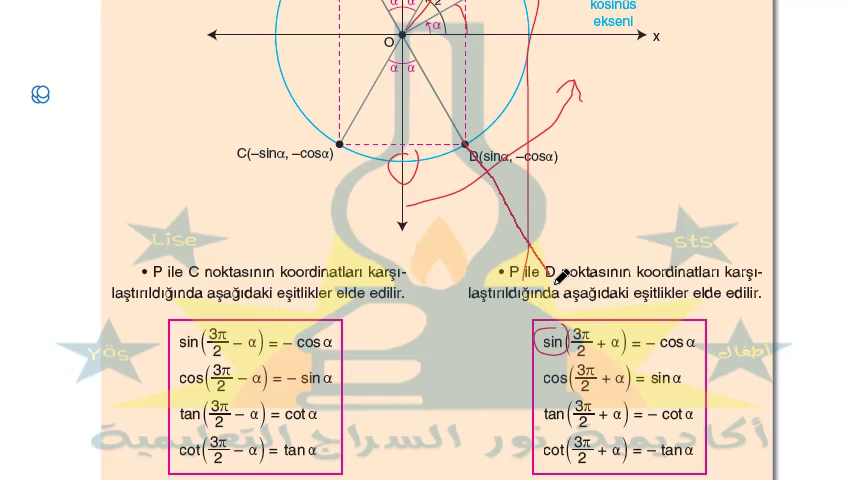 kosinüs
ekseni
α α
2
α
O
x
α α
C(–sinα, –cosα)
D(sinα, –cosα)
Lise
sts
• P ile C noktasının koordinatları karşı-
laştırıldığında aşağıdaki eşitlikler elde edilir.
• P ile D noktasının koordinatları karşı-
laştırıldığında aşağıdaki eşitlikler elde edilir.
sin(3π/2 – α) = – cosα
cos(3π/2 – α) = – sinα
tan(3π/2 – α) = cotα
cot(3π/2 – α) = tanα
sin(3π/2 + α) = – cosα
cos(3π/2 + α) = sinα
tan(3π/2 + α) = – cotα
cot(3π/2 + α) = – tanα
Yös
أطفال
أكاديمية نور السراج التعليمية